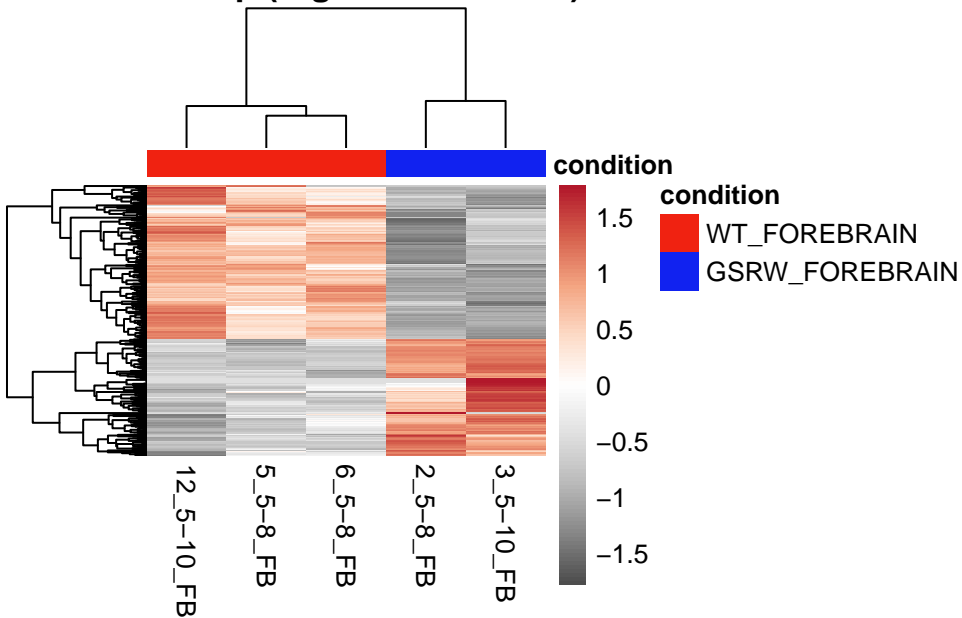 condition
1.5
1
0.5
0
−0.5
−1
−1.5
condition
WT_FOREBRAIN
GSRW_FOREBRAIN
12_5−10_FB
5_5−8_FB
6_5−8_FB
2_5−8_FB
3_5−10_FB